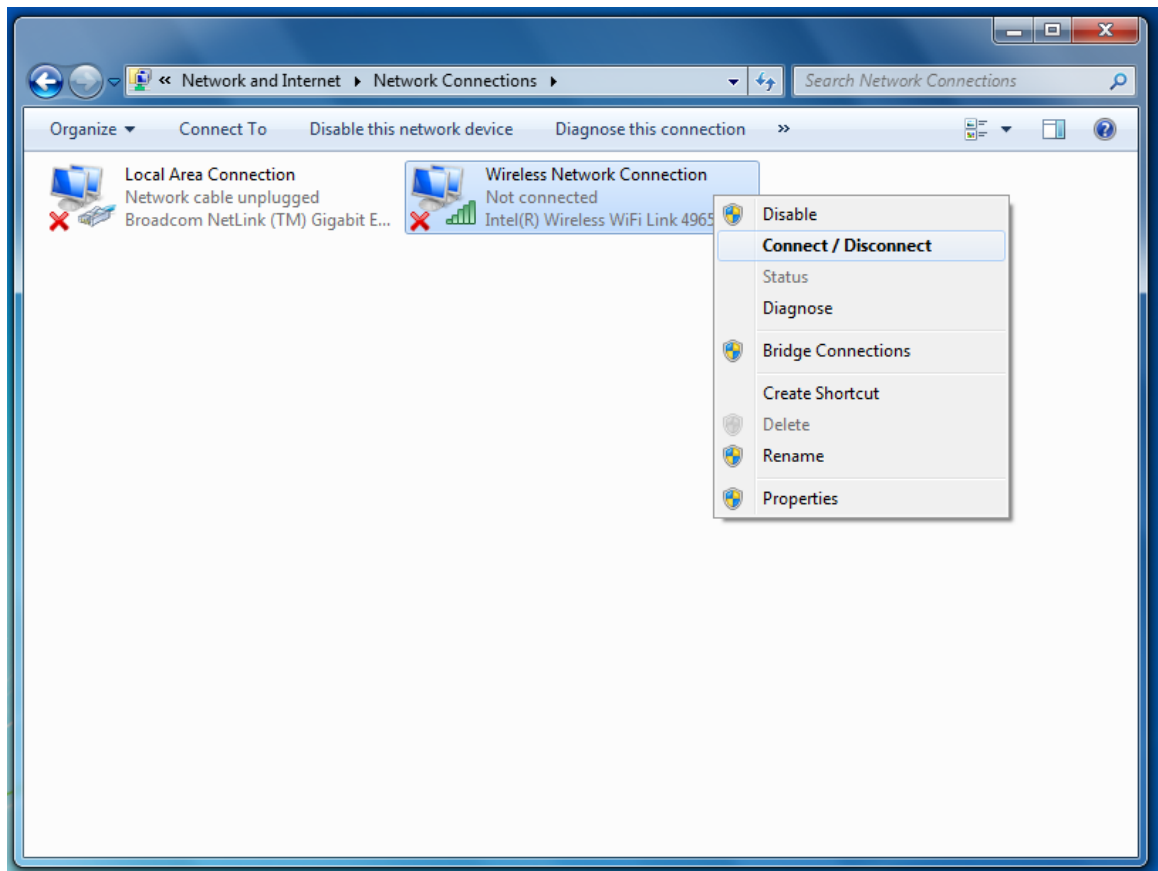 « Network and Internet ▸ Network Connections ▸
Search Network Connections
Organize Connect To Disable this network device Diagnose this connection »
Local Area Connection
Network cable unplugged
Broadcom NetLink (TM) Gigabit E...
Wireless Network Connection
Not connected
Intel(R) Wireless WiFi Link 4965
Disable
Connect / Disconnect
Status
Diagnose
Bridge Connections
Create Shortcut
Delete
Rename
Properties